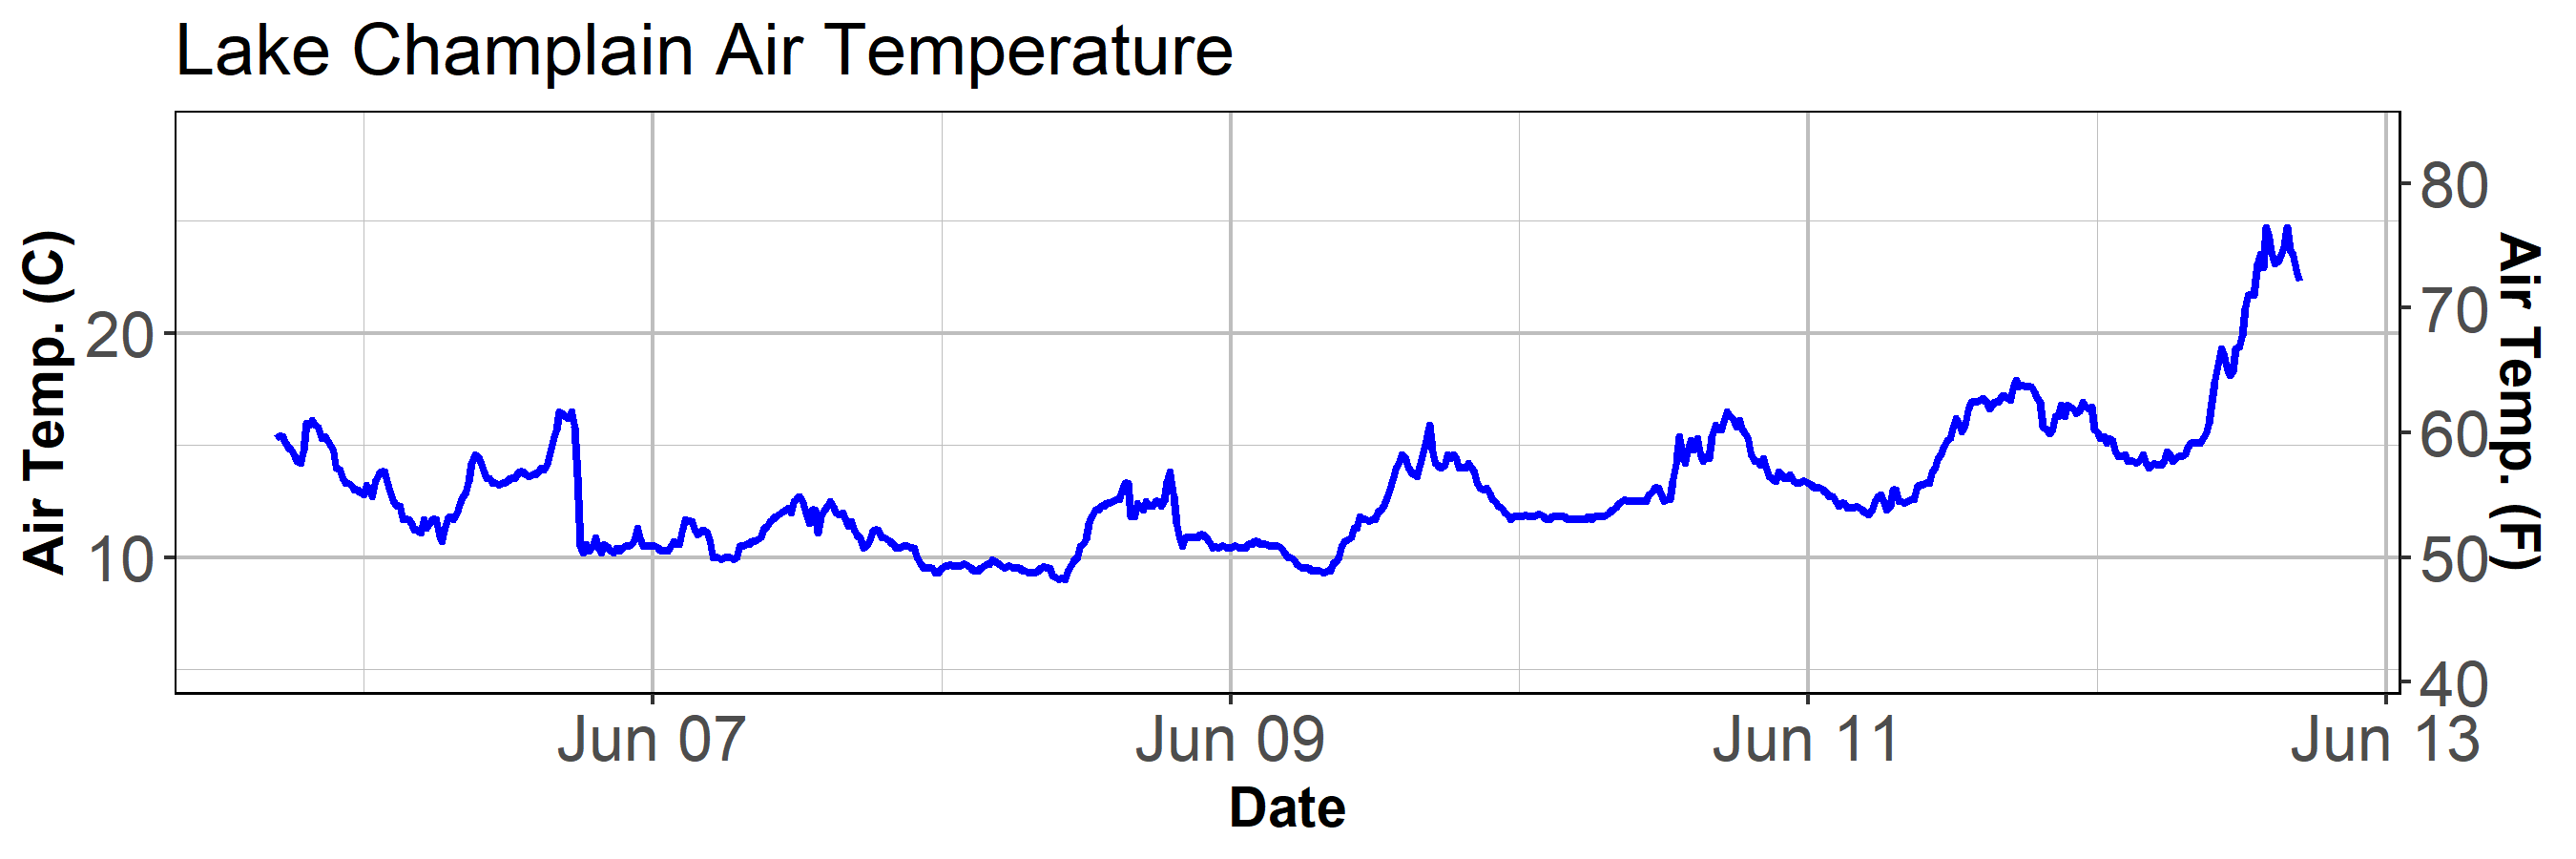 Lake Champlain Air Temperature
Air Temp. (C)
20
10
80
70
60
50
40
Air Temp. (F)
Jun 07
Jun 09
Jun 11
Jun 13
Date